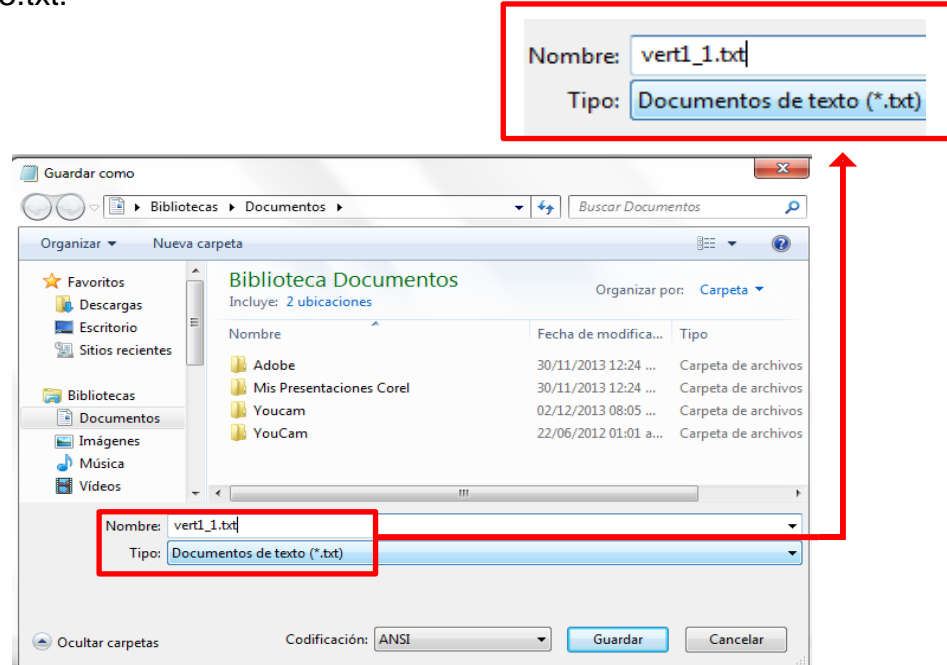 o.txt.
Nombre: vert1_1.txt
Tipo: Documentos de texto (*.txt)
Guardar como
Bibliotecas Documentos
Buscar Documentos
Organizar Nueva carpeta
Favoritos
Descargas
Escritorio
Sitios recientes
Bibliotecas
Documentos
Imágenes
Música
Vídeos
Biblioteca Documentos
Incluye: 2 ubicaciones
Organizar por: Carpeta
Nombre Fecha de modifica... Tipo
Adobe 30/11/2013 12:24 ... Carpeta de archivos
Mis Presentaciones Corel 30/11/2013 12:24 ... Carpeta de archivos
Youcam 02/12/2013 08:05 ... Carpeta de archivos
YouCam 22/06/2012 01:01 a... Carpeta de archivos
Nombre: vert1_1.txt
Tipo: Documentos de texto (*.txt)
Ocultar carpetas Codificación: ANSI Guardar Cancelar